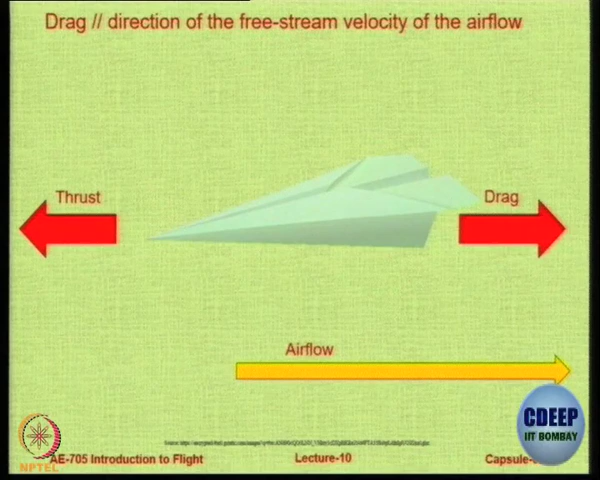 Drag // direction of the free-stream velocity of the airflow
Thrust
Drag
Airflow
CDEEP
IIT BOMBAY
NPTEL
AE-705 Introduction to Flight
Lecture-10